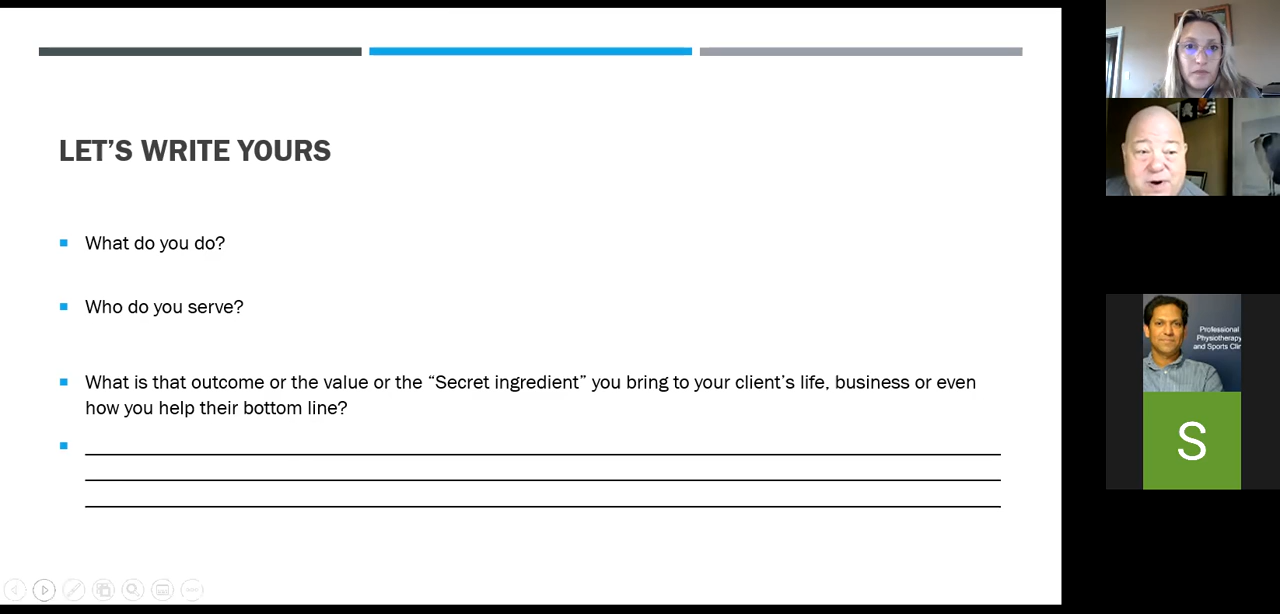 LET'S WRITE YOURS
What do you do?
Who do you serve?
What is that outcome or the value or the “Secret ingredient” you bring to your client's life, business or even
how you help their bottom line?
Professional
Physiotherapy
and Sports Clin
S